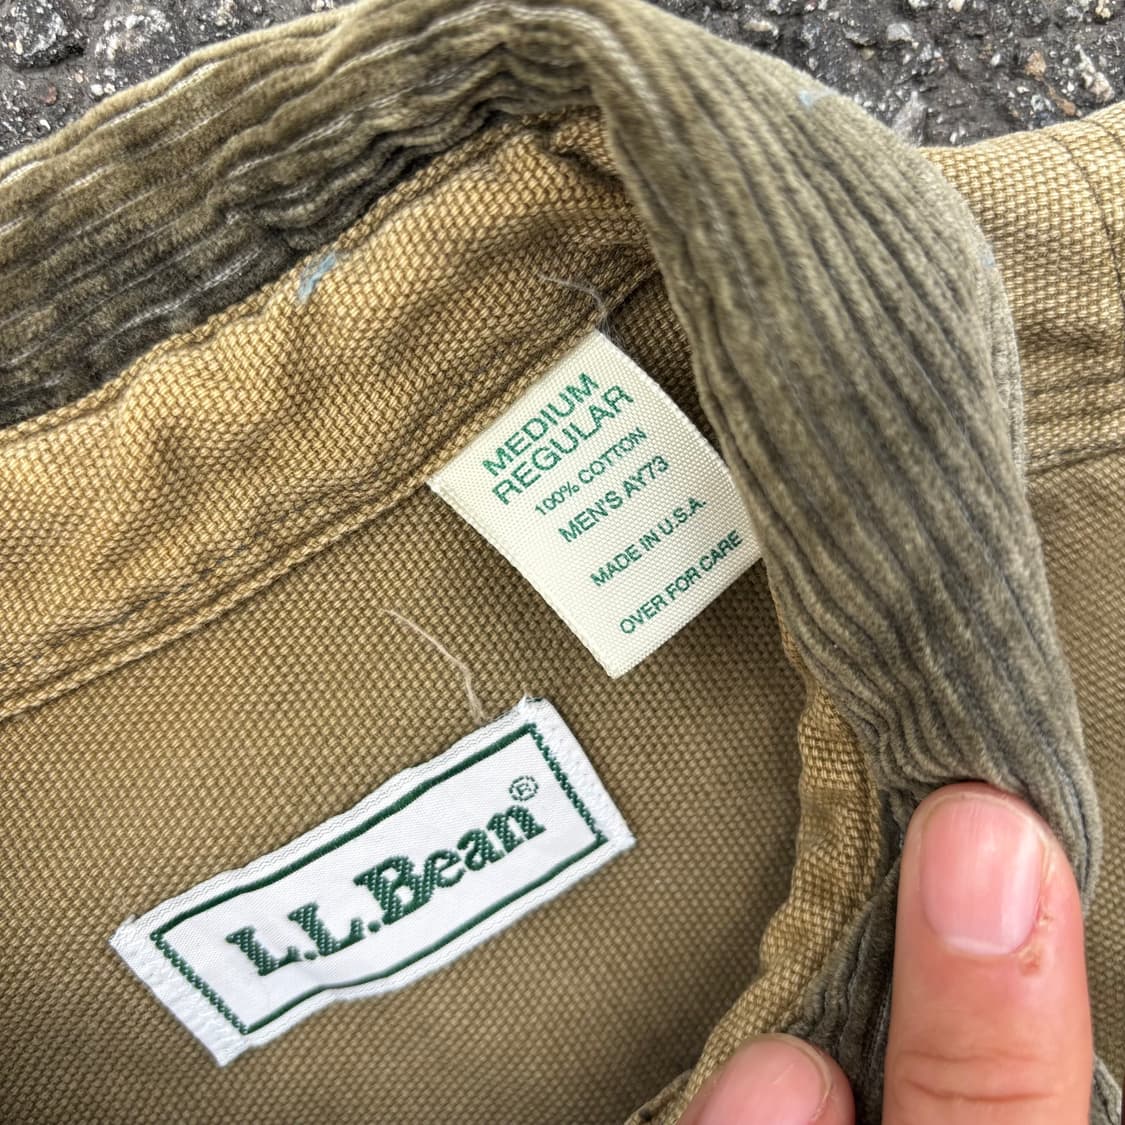 MEDIUM
REGULAR
100% COTTON
MEN'S AY73
MADE IN U.S.A.
OVER FOR CARE
L.L.Bean®